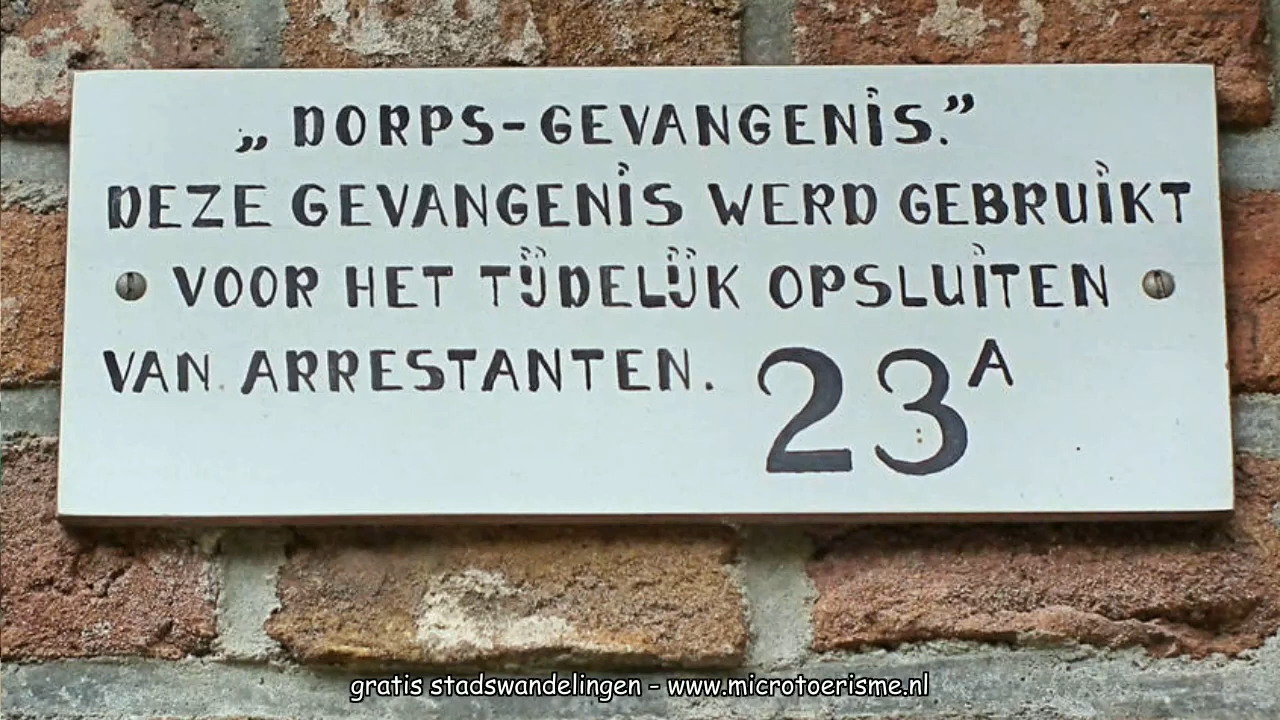 „ DORPS-GEVANGENIS.”
DEZE GEVANGENIS WERD GEBRUIKT
VOOR HET TIJDELIJK OPSLUITEN
VAN ARRESTANTEN. 23A
gratis stadswandelingen - www.microtoerisme.nl